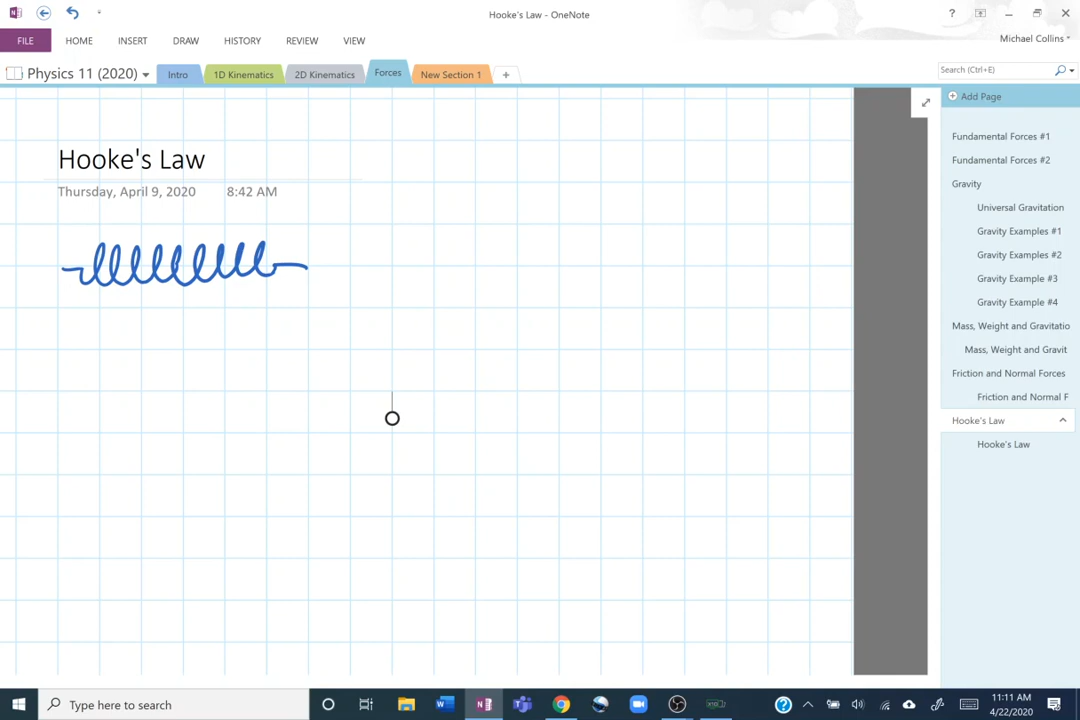 Hooke's Law - OneNote
?
FILE HOME INSERT DRAW HISTORY REVIEW VIEW
Michael Collins
Physics 11 (2020) Intro 1D Kinematics 2D Kinematics Forces New Section 1 +
Search (Ctrl+E)
Add Page
Hooke's Law
Thursday, April 9, 2020 8:42 AM
Fundamental Forces #1
Fundamental Forces #2
Gravity
Universal Gravitation
Gravity Examples #1
Gravity Examples #2
Gravity Example #3
Gravity Example #4
Mass, Weight and Gravitatio
Mass, Weight and Gravit
Friction and Normal Forces
Friction and Normal F
Hooke's Law
Hooke's Law
Type here to search
11:11 AM
4/22/2020